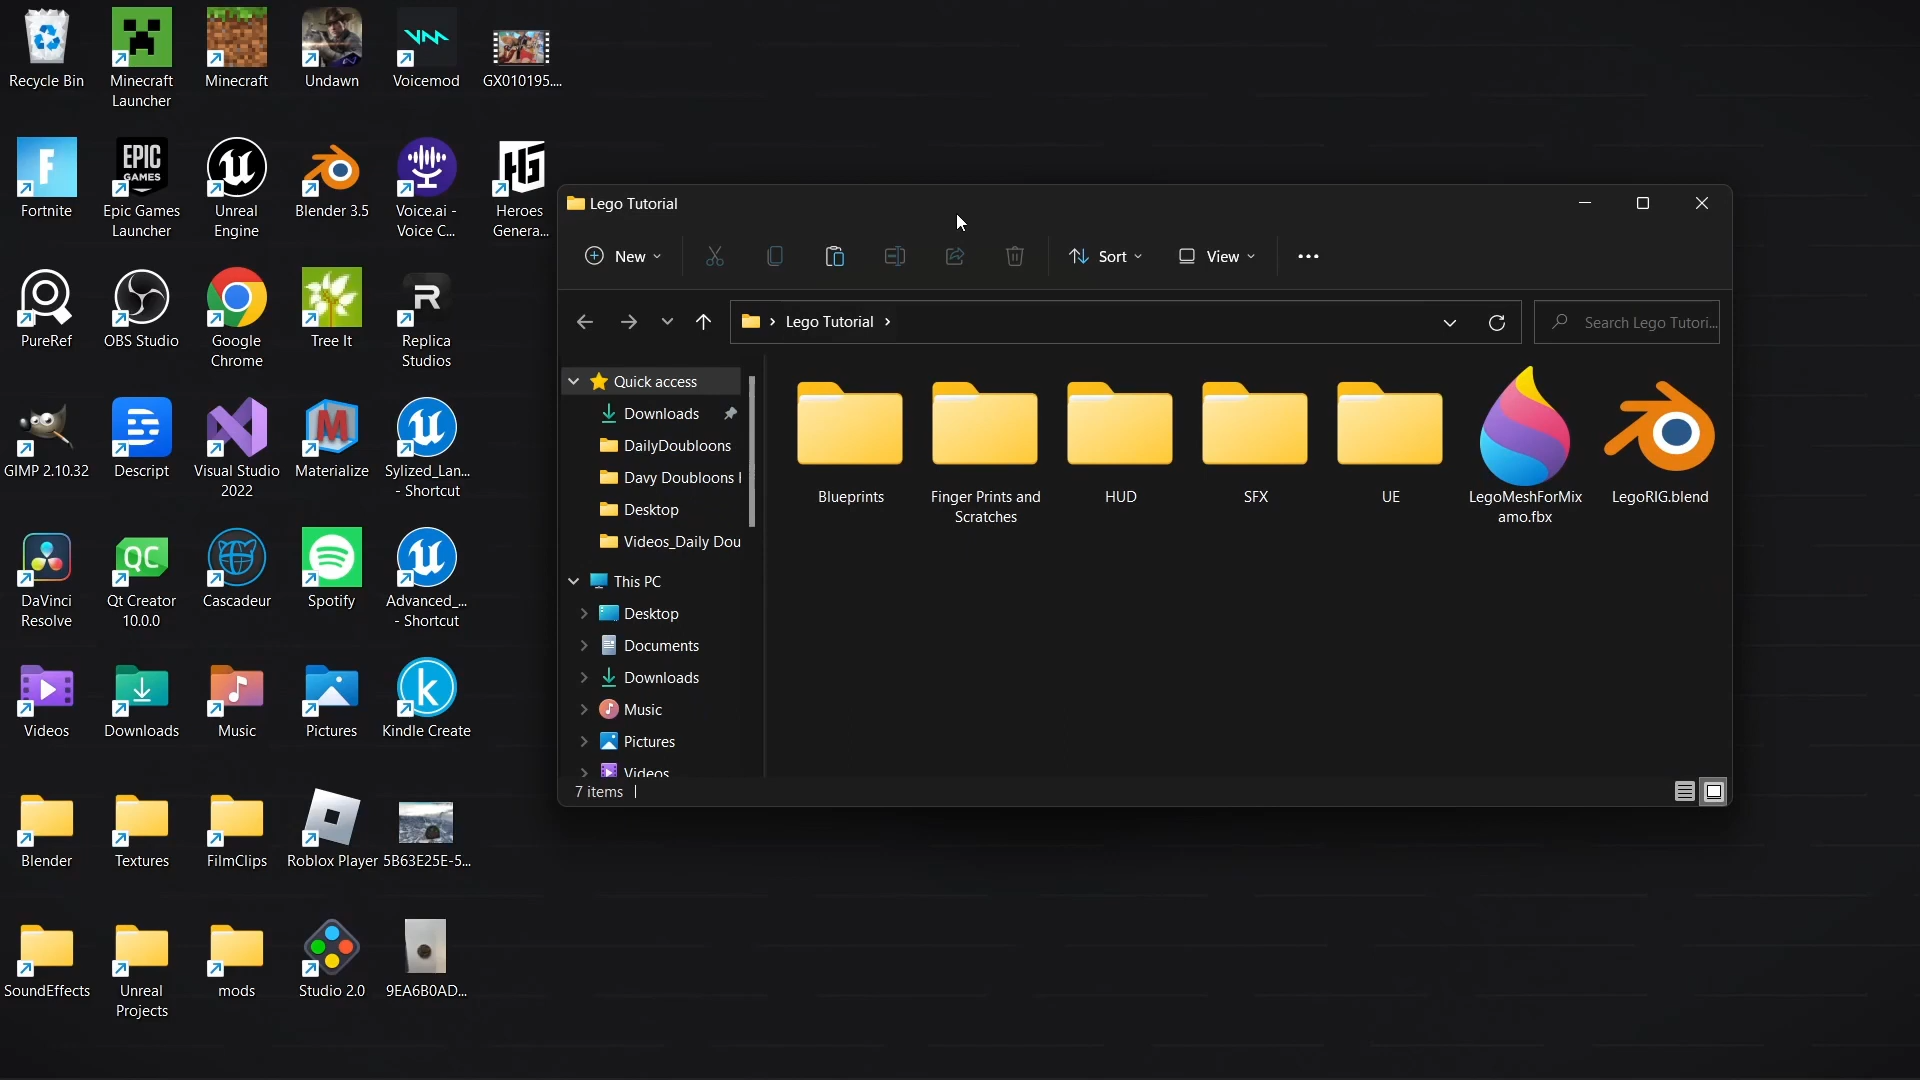 Recycle Bin
Minecraft
Launcher
Minecraft
Undawn
Voicemod
GX010195....
Fortnite
EPIC
GAMES
Epic Games
Launcher
Unreal
Engine
Blender 3.5
Voice.ai -
Voice C...
Heroes
Genera...
PureRef
OBS Studio
Google
Chrome
Tree It
Replica
Studios
GIMP 2.10.32
Descript
Visual Studio
2022
Materialize
Sylized_Lan...
- Shortcut
DaVinci
Resolve
QC
Qt Creator
10.0.0
Cascadeur
Spotify
Advanced_...
- Shortcut
Videos
Downloads
Music
Pictures
Kindle Create
Blender
Textures
FilmClips
Roblox Player
5B63E25E-5...
SoundEffects
Unreal
Projects
mods
Studio 2.0
9EA6B0AD...
Lego Tutorial
New
Sort
View
Lego Tutorial
Search Lego Tutori...
Quick access
Downloads
DailyDoubloons
Davy Doubloons I
Desktop
Videos_Daily Dou
This PC
Desktop
Documents
Downloads
Music
Pictures
Videos
Blueprints
Finger Prints and
Scratches
HUD
SFX
UE
LegoMeshForMix
amo.fbx
LegoRIG.blend
7 items